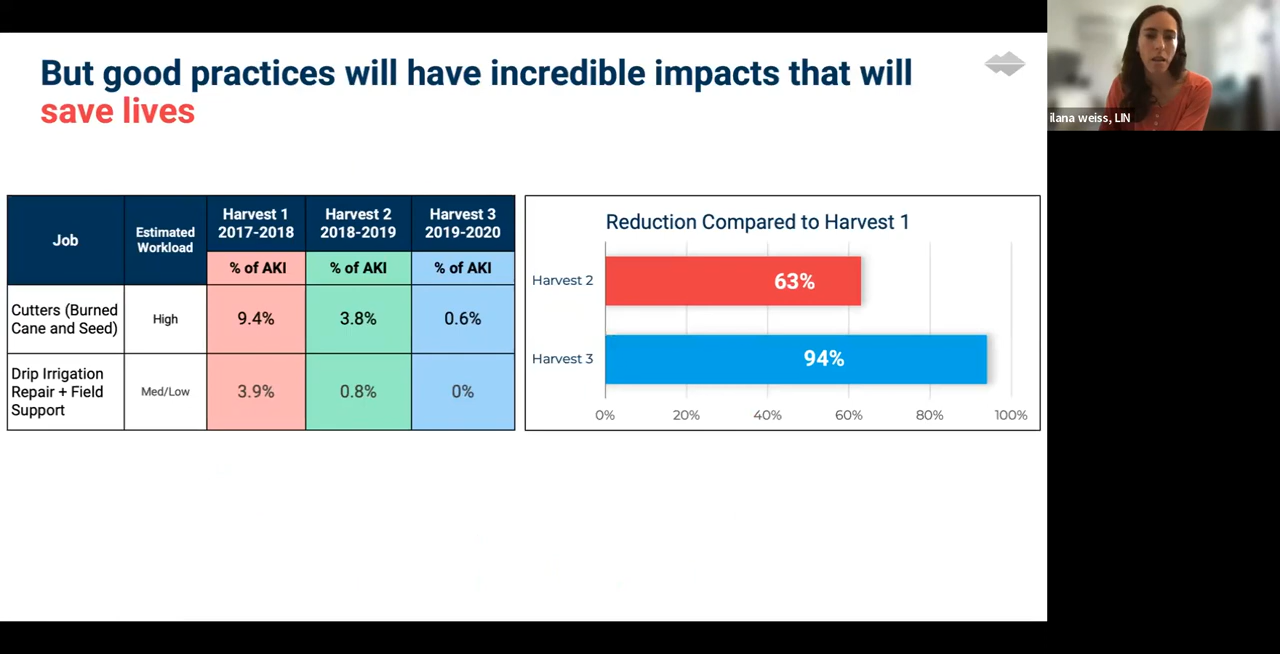 But good practices will have incredible impacts that will
save lives
ilana weiss, LIN
Job
Estimated
Workload
Harvest 1
2017-2018
Harvest 2
2018-2019
Harvest 3
2019-2020
% of AKI
% of AKI
% of AKI
Cutters (Burned
Cane and Seed)
High
9.4%
3.8%
0.6%
Drip Irrigation
Repair + Field
Support
Med/Low
3.9%
0.8%
0%
Reduction Compared to Harvest 1
Harvest 2
63%
Harvest 3
94%
0%
20%
40%
60%
80%
100%